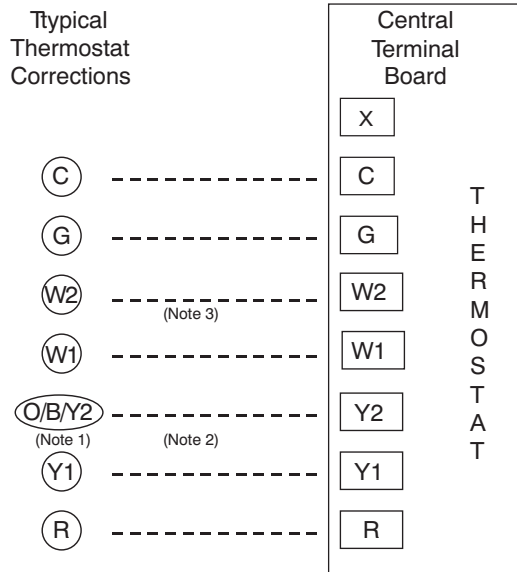 Ttypical
Thermostat
Corrections
Central
Terminal
Board
X
C C
G G
W2 W2
(Note 3)
W1 W1
O/B/Y2 Y2
(Note 1) (Note 2)
Y1 Y1
R R
THERMOSTAT